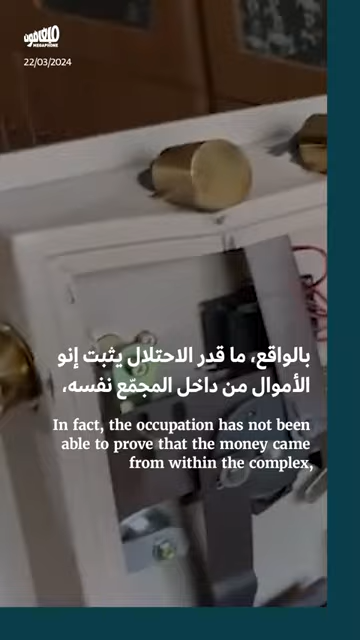 ميغافون
MEGAPHONE
22/03/2024
بالواقع، ما قدر الاحتلال يثبت إنو
الأموال من داخل المجمّع نفسه،
In fact, the occupation has not been
able to prove that the money came
from within the complex,